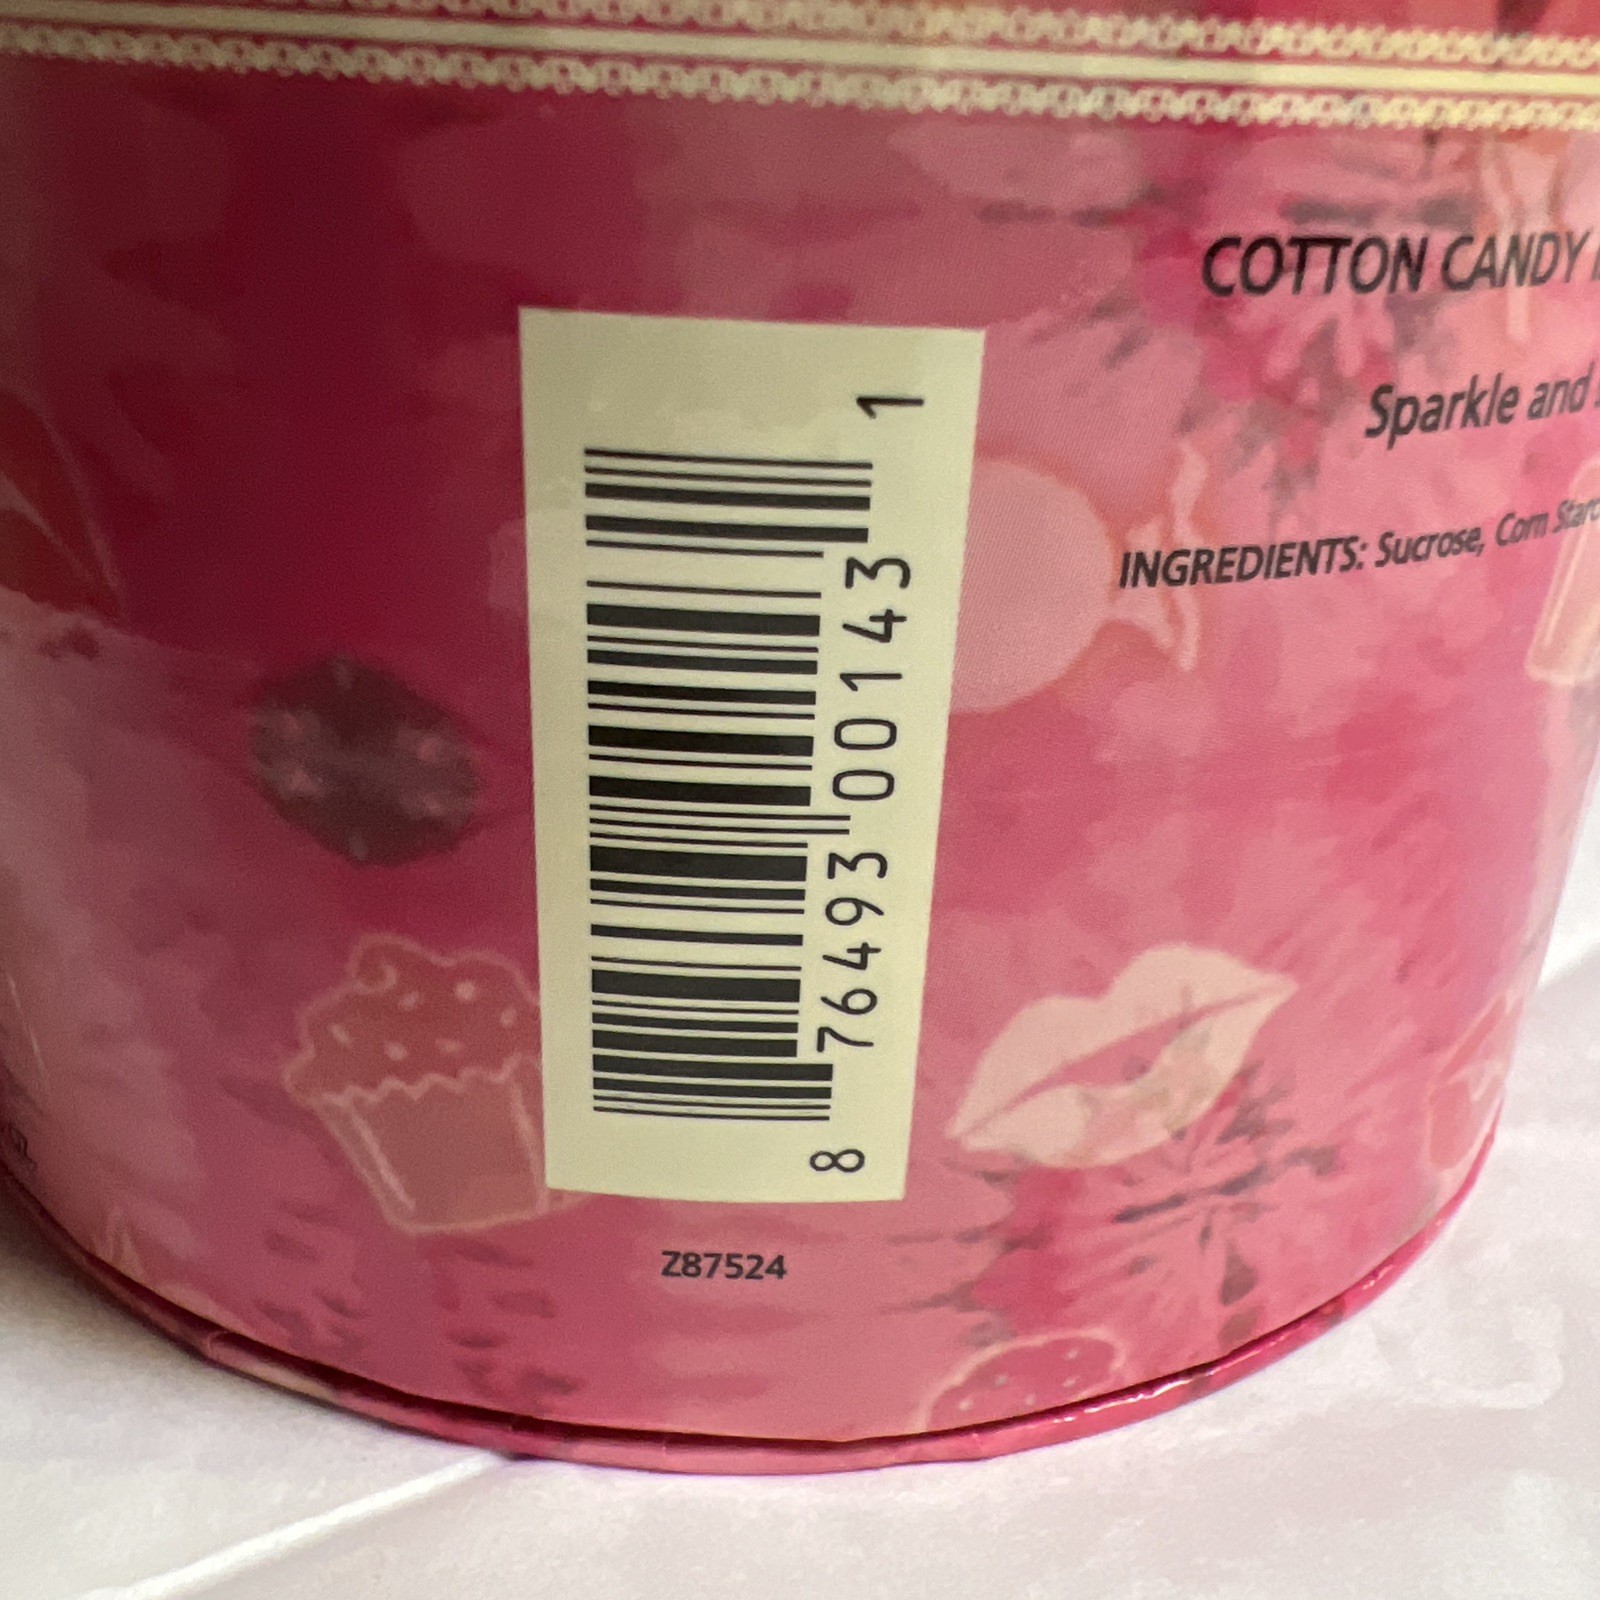 COTTON CANDY
Sparkle and
INGREDIENTS: Sucrose, Corn
8 76493 00143 1
Z87524